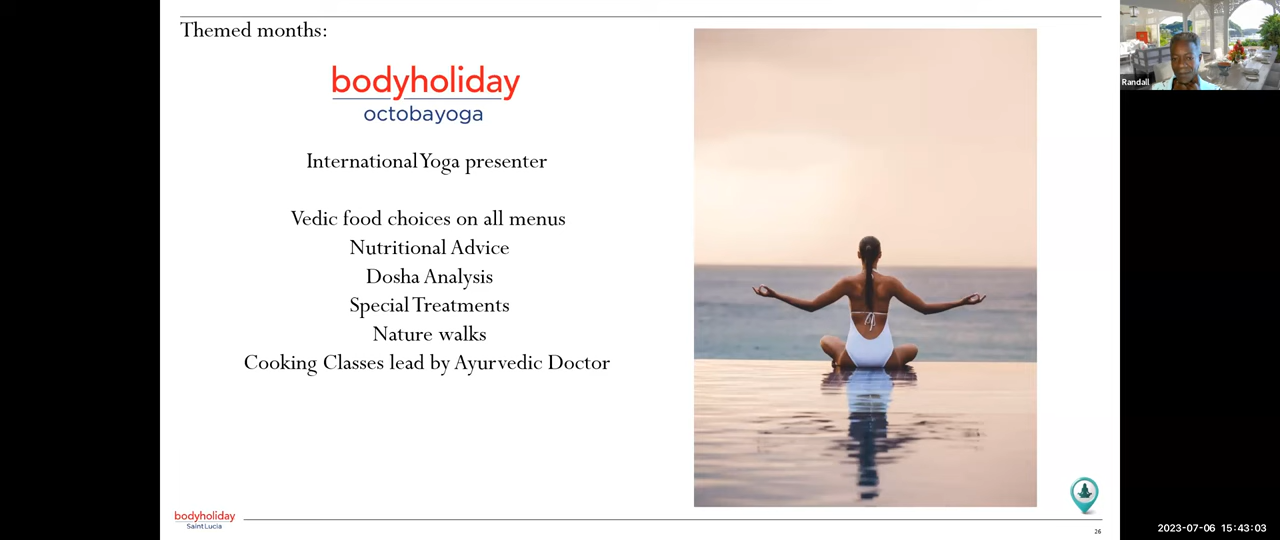 Themed months:
bodyholiday
octobayoga
International Yoga presenter
Vedic food choices on all menus
Nutritional Advice
Dosha Analysis
Special Treatments
Nature walks
Cooking Classes lead by Ayurvedic Doctor
bodyholiday
Saint Lucia
26
Randall
2023-07-06 15:43:03